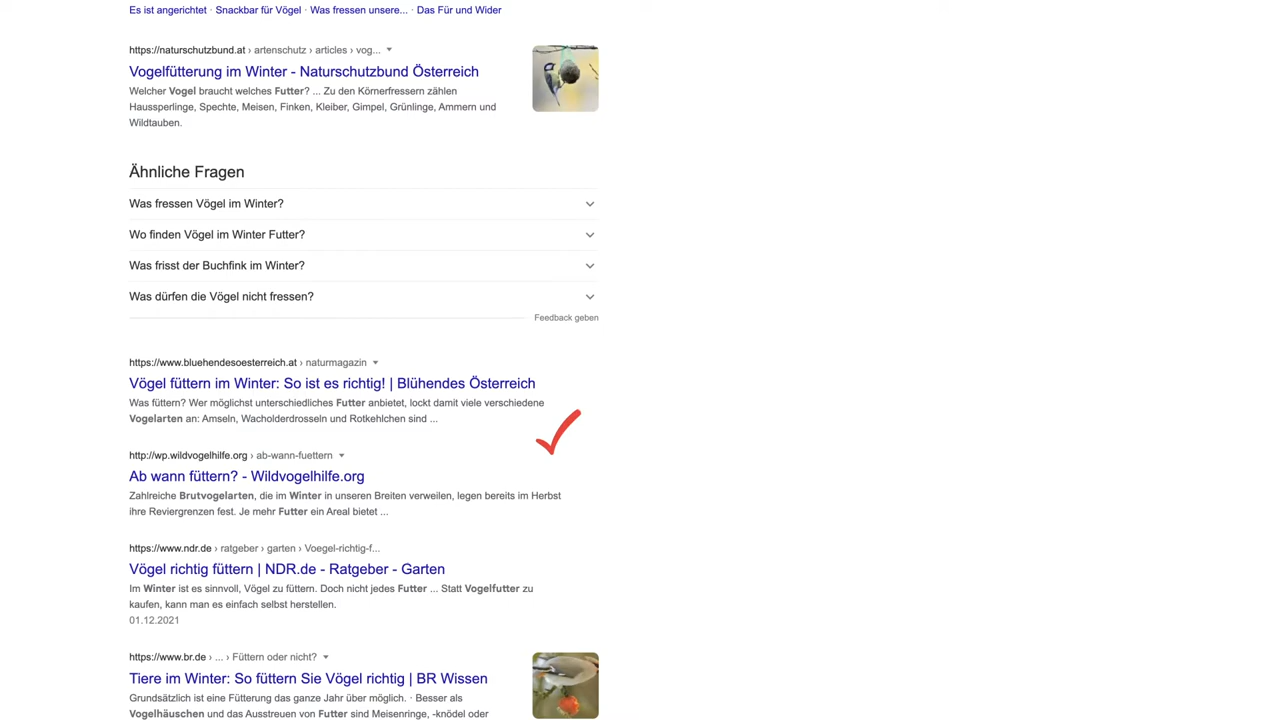 Es ist angerichtet · Snackbar für Vögel · Was fressen unsere... · Das Für und Wider
https://naturschutzbund.at › artenschutz › articles › vog...
Vogelfütterung im Winter - Naturschutzbund Österreich
Welcher Vogel braucht welches Futter? ... Zu den Körnerfressern zählen
Haussperlinge, Spechte, Meisen, Finken, Kleiber, Gimpel, Grünlinge, Ammern und
Wildtauben.
Ähnliche Fragen
Was fressen Vögel im Winter?
Wo finden Vögel im Winter Futter?
Was frisst der Buchfink im Winter?
Was dürfen die Vögel nicht fressen?
Feedback geben
https://www.bluehendesoesterreich.at › naturmagazin
Vögel füttern im Winter: So ist es richtig! | Blühendes Österreich
Was füttern? Wer möglichst unterschiedliches Futter anbietet, lockt damit viele verschiedene
Vogelarten an: Amseln, Wacholderdrosseln und Rotkehlchen sind ...
http://wp.wildvogelhilfe.org › ab-wann-fuettern
Ab wann füttern? - Wildvogelhilfe.org
Zahlreiche Brutvogelarten, die im Winter in unseren Breiten verweilen, legen bereits im Herbst
ihre Reviergrenzen fest. Je mehr Futter ein Areal bietet ...
https://www.ndr.de › ratgeber › garten › Voegel-richtig-f...
Vögel richtig füttern | NDR.de - Ratgeber - Garten
Im Winter ist es sinnvoll, Vögel zu füttern. Doch nicht jedes Futter ... Statt Vogelfutter zu
kaufen, kann man es einfach selbst herstellen.
01.12.2021
https://www.br.de › ... › Füttern oder nicht?
Tiere im Winter: So füttern Sie Vögel richtig | BR Wissen
Grundsätzlich ist eine Fütterung das ganze Jahr über möglich. · Besser als
Vogelhäuschen und das Ausstreuen von Futter sind Meisenringe, -knödel oder